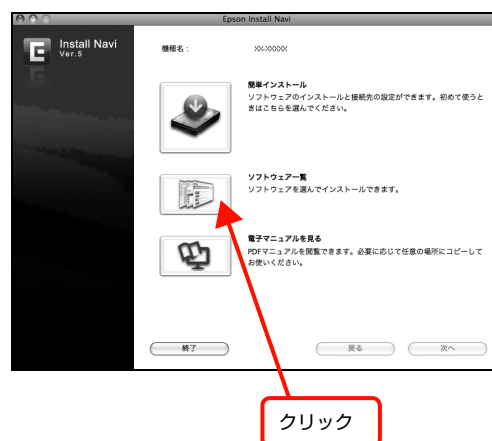 Epson Install Navi
Install Navi
Ver.5
機種名：
XX-XXXXX
簡単インストール
ソフトウェアのインストールと接続先の設定ができます。初めて使うと
きはこちらを選んでください。
ソフトウェア一覧
ソフトウェアを選んでインストールできます。
電子マニュアルを見る
PDFマニュアルを閲覧できます。必要に応じて任意の場所にコピーして
お使いください。
終了
戻る
次へ
クリック